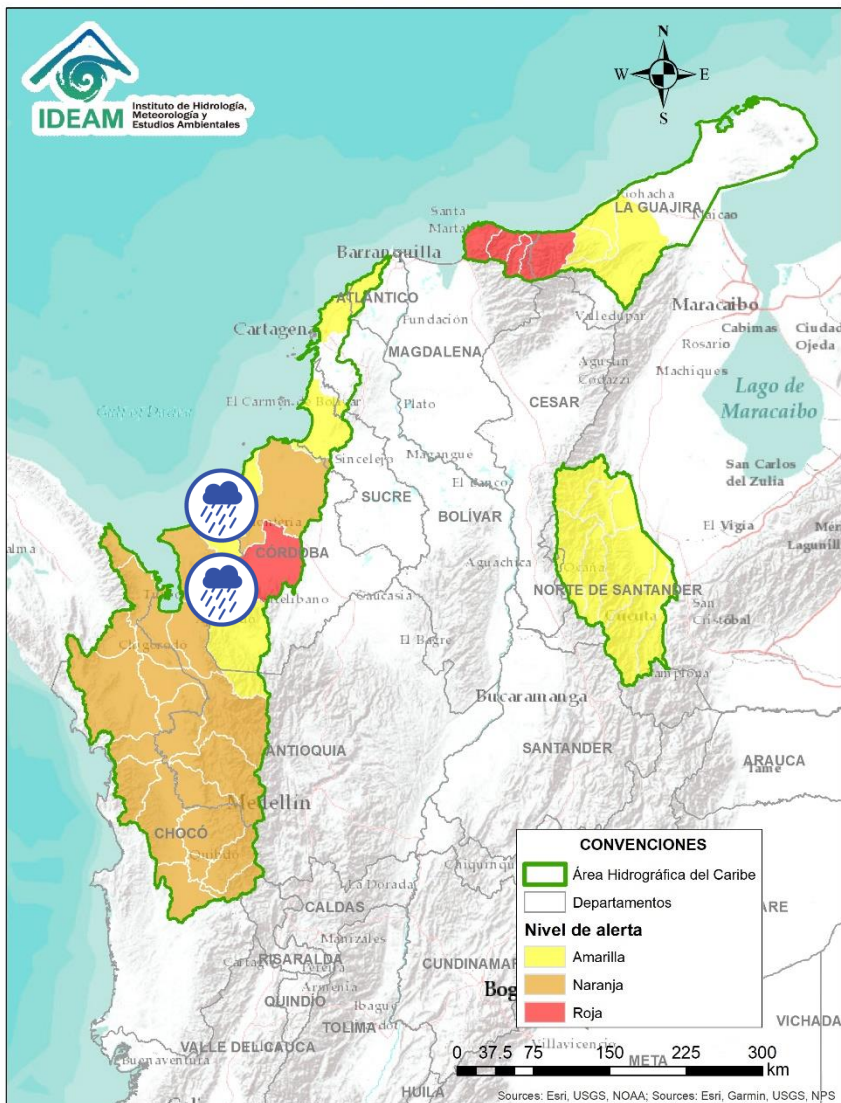 IDEAM
Instituto de Hidrología,
Meteorología y
Estudios Ambientales
N
W
E
S
Santa
Marta
LA GUAJIRA
Maicao
Barranquilla
ATLÁNTICO
Maracaibo
Cartagena
Fundación
Valledupar
Cabimas
Ciudad
Ojeda
Rosario
MAGDALENA
Machiques
Agustín
Codazzi
Lago de
Maracaibo
CESAR
El Carmen de Bolívar
Plato
Sincelejo
Magangue
San Carlos
del Zulia
El Banco
SUCRE
BOLÍVAR
El Vigía
CÓRDOBA
Aguachica
Ocaña
NORTE DE SANTANDER
Caucasia
San
Cristóbal
Cúcuta
El Bagre
Chigorodó
Bucaramanga
ANTIOQUIA
SANTANDER
ARAUCA
Tame
Medellín
CHOCÓ
Quibdó
La Dorada
CALDAS
Manizales
RISARALDA
Pereira
Armenia
QUINDÍO
Ibague
TOLIMA
VALLE DEL CAUCA
Buenaventura
Villavicencio
META
VICHADA
HUILA
CONVENCIONES
Área Hidrográfica del Caribe
Departamentos
Nivel de alerta
Amarilla
Naranja
Roja
0 37.5 75 150 225 300
km
Sources: Esri, USGS, NOAA; Sources: Esri, Garmin, USGS, NPS